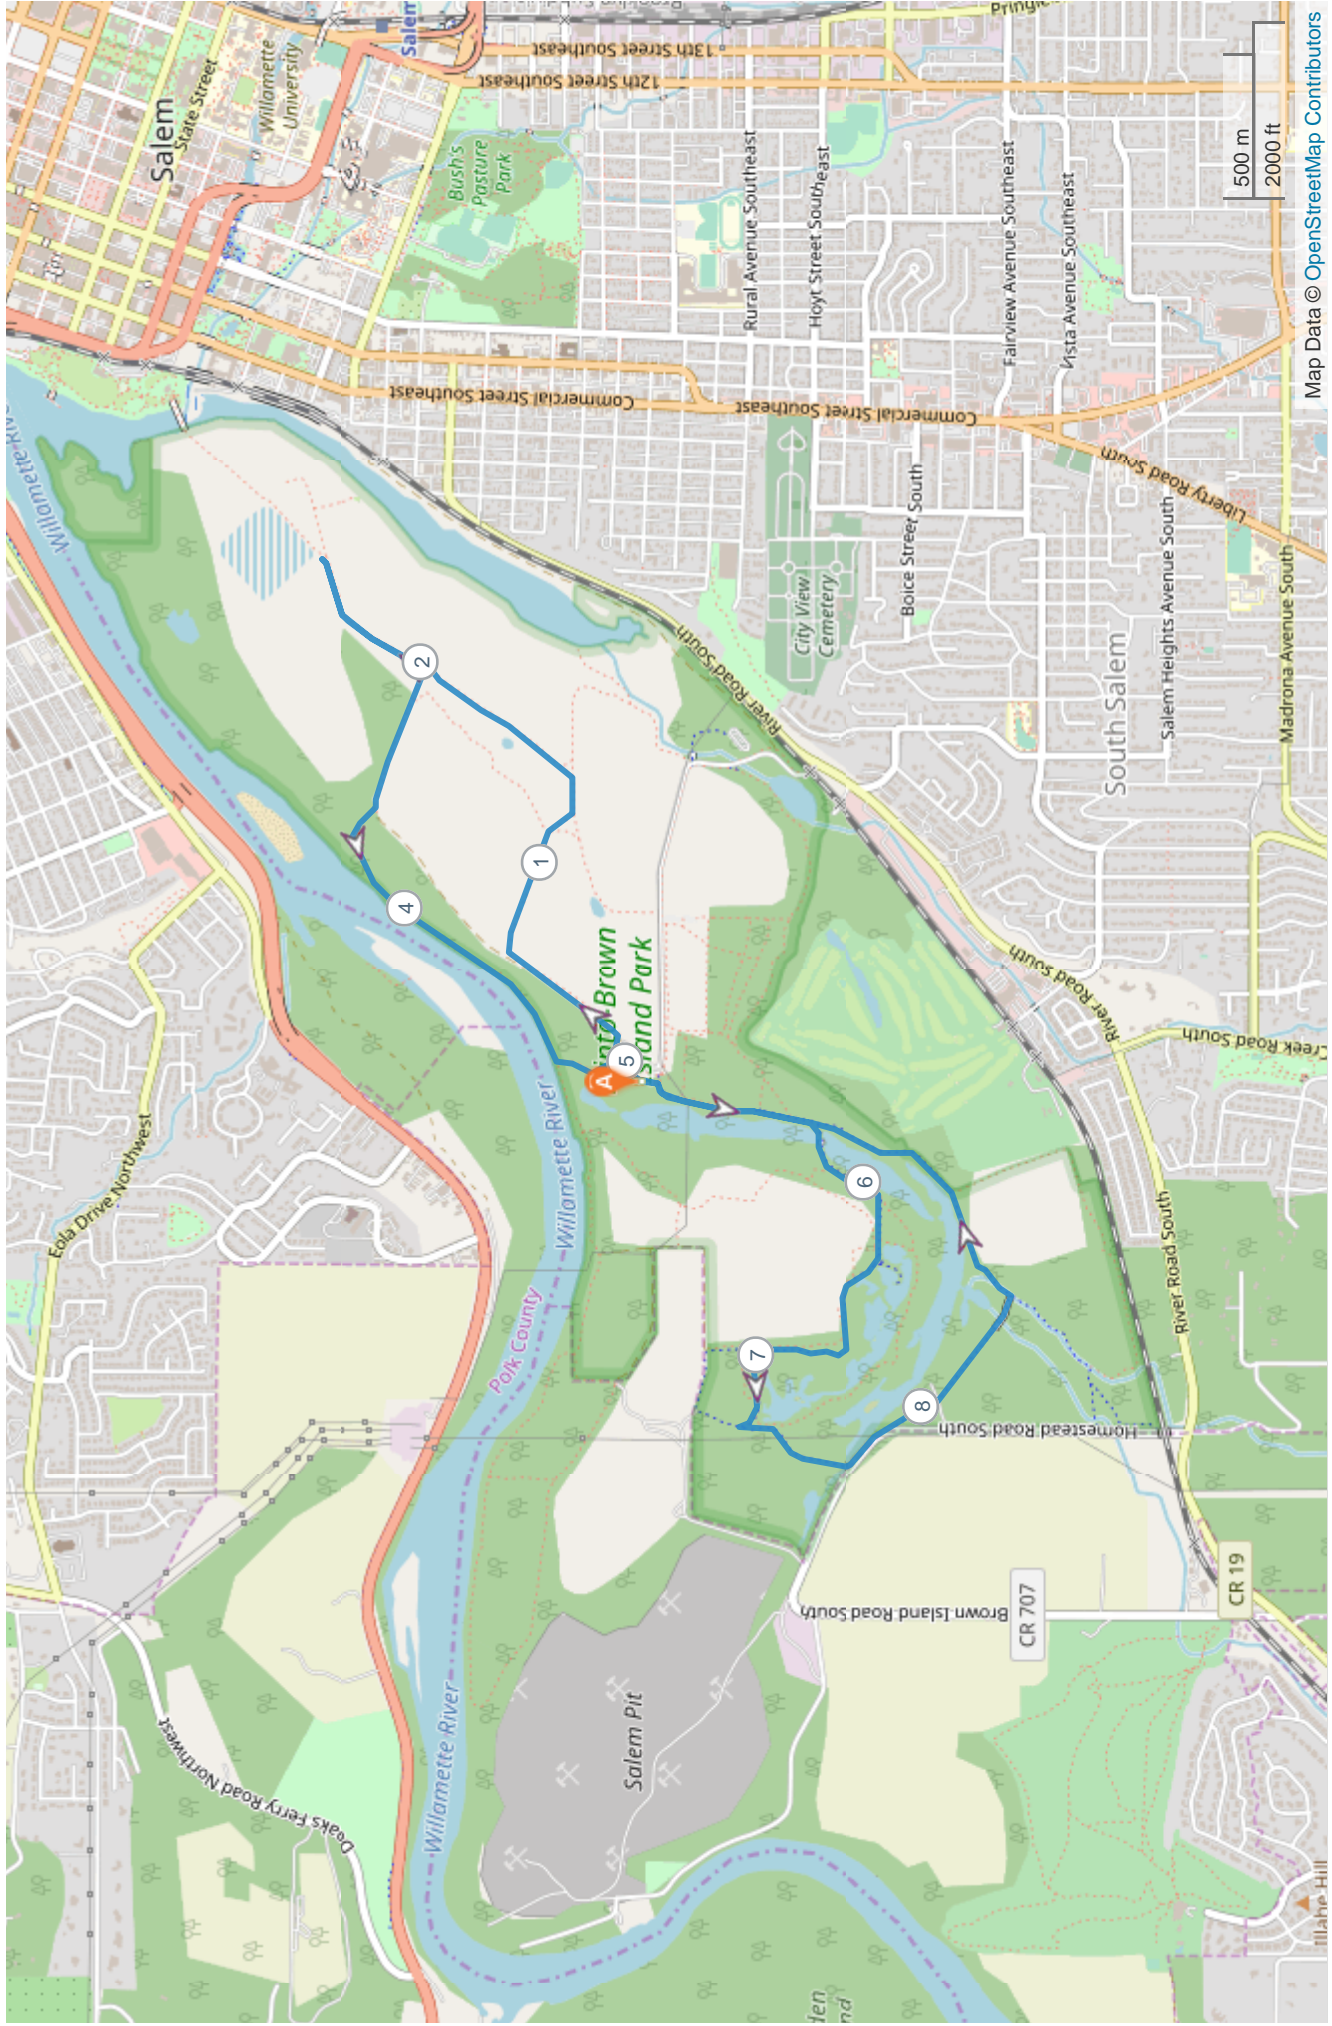 Salem
State Street
Willamette
University
Salem
13th Street Southeast
12th Street Southeast
Bush's
Pasture
Park
Rural Avenue Southeast
Hoyt Street Southeast
Fairview Avenue Southeast
Vista Avenue Southeast
500 m
2000 ft
Map Data © OpenStreetMap Contributors
Commercial Street Southeast
Commercial Street Southeast
Liberty Road South
City View
Cemetery
Boice Street South
Salem Heights Avenue South
South Salem
Madrona Avenue South
River Road South
River Road South
River Road South
River Road South
Creek Road South
Willamette
Willamette River
Willamette River
Polk County
Eola Drive Northwest
Doaks Ferry Road Northwest
into Brown
Island Park
A
1
2
4
5
6
7
8
Homestead Road South
Brown Island Road South
CR 707
CR 19
Salem Pit
Illahe Hill